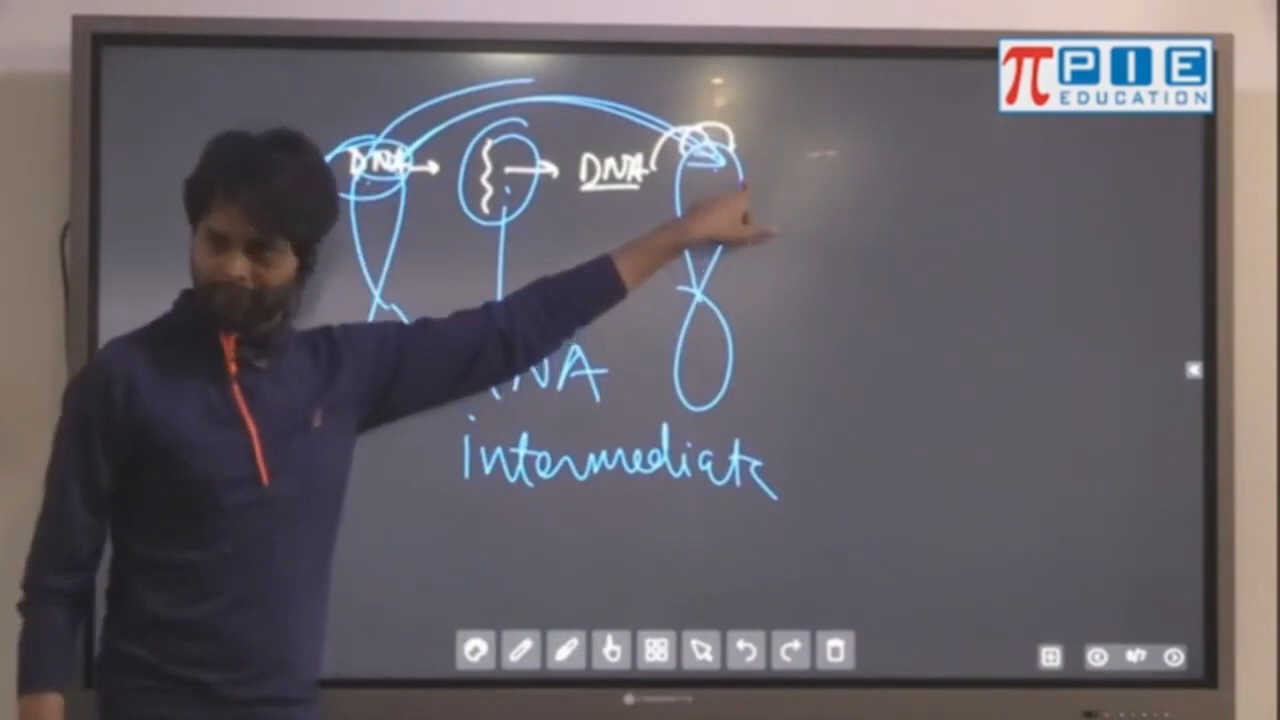 π PIE
EDUCATION
DNA → → DNA
NA
intermediate